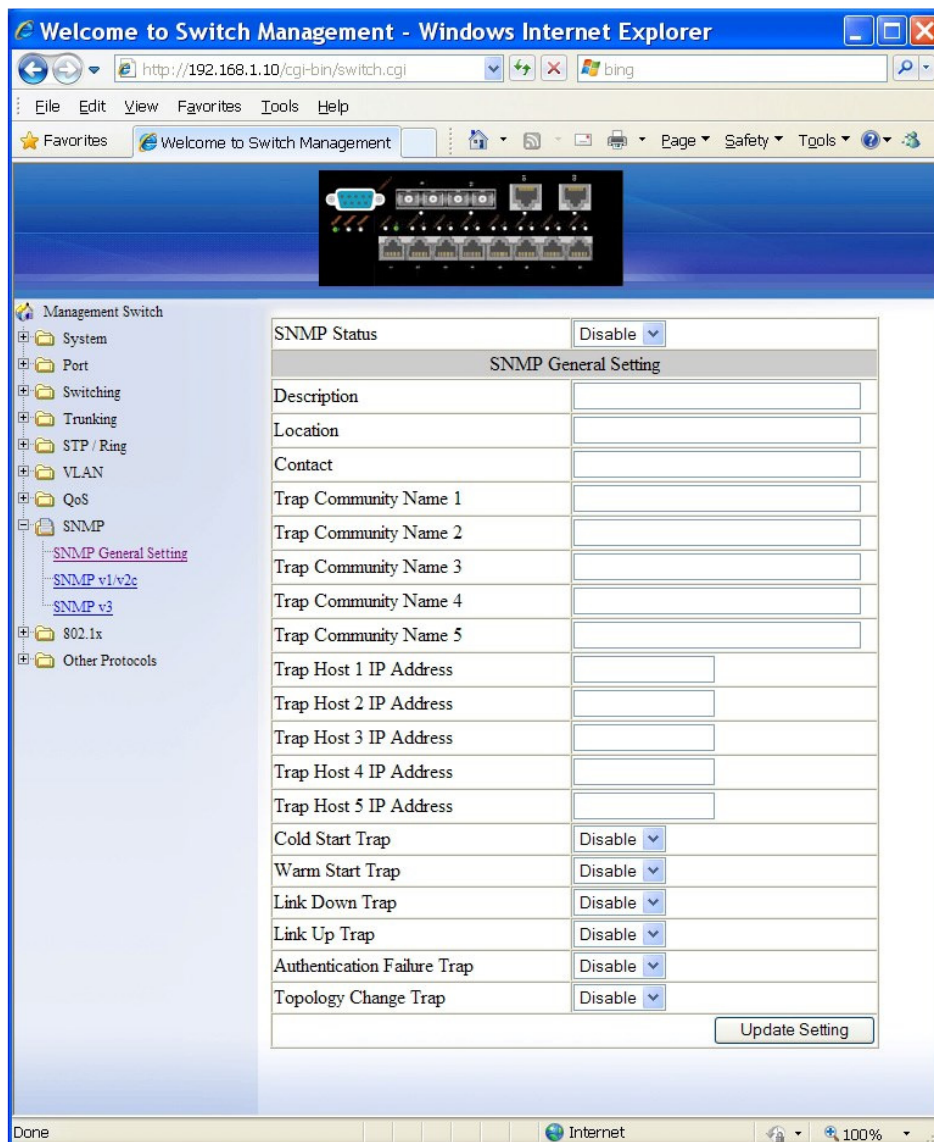 Welcome to Switch Management - Windows Internet Explorer
http://192.168.1.10/cgi-bin/switch.cgi
bing
File Edit View Favorites Tools Help
Favorites
Welcome to Switch Management
Page Safety Tools
Management Switch
System
Port
Switching
Trunking
STP / Ring
VLAN
QoS
SNMP
SNMP General Setting
SNMP v1/v2c
SNMP v3
802.1x
Other Protocols
SNMP Status Disable
SNMP General Setting
Description
Location
Contact
Trap Community Name 1
Trap Community Name 2
Trap Community Name 3
Trap Community Name 4
Trap Community Name 5
Trap Host 1 IP Address
Trap Host 2 IP Address
Trap Host 3 IP Address
Trap Host 4 IP Address
Trap Host 5 IP Address
Cold Start Trap Disable
Warm Start Trap Disable
Link Down Trap Disable
Link Up Trap Disable
Authentication Failure Trap Disable
Topology Change Trap Disable
Update Setting
Done Internet 100%